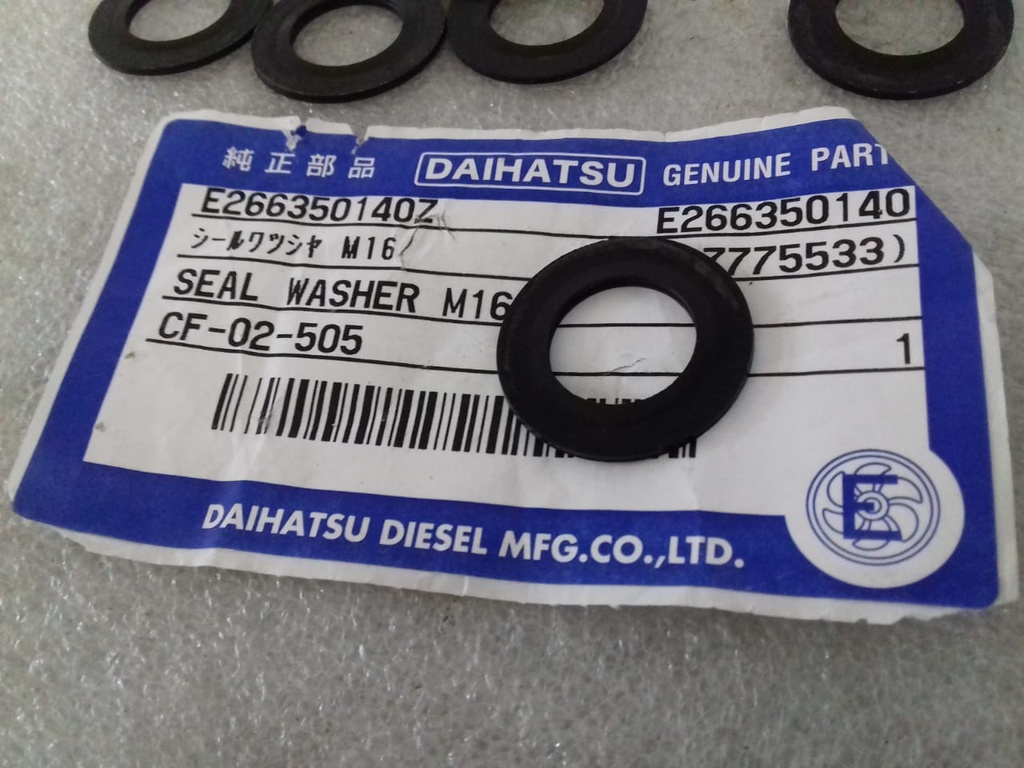 純正部品 DAIHATSU GENUINE PART
E266350140Z E266350140
シールワツシヤ M16 7775533)
SEAL WASHER M16
CF-02-505 1
E
DAIHATSU DIESEL MFG.CO.,LTD.